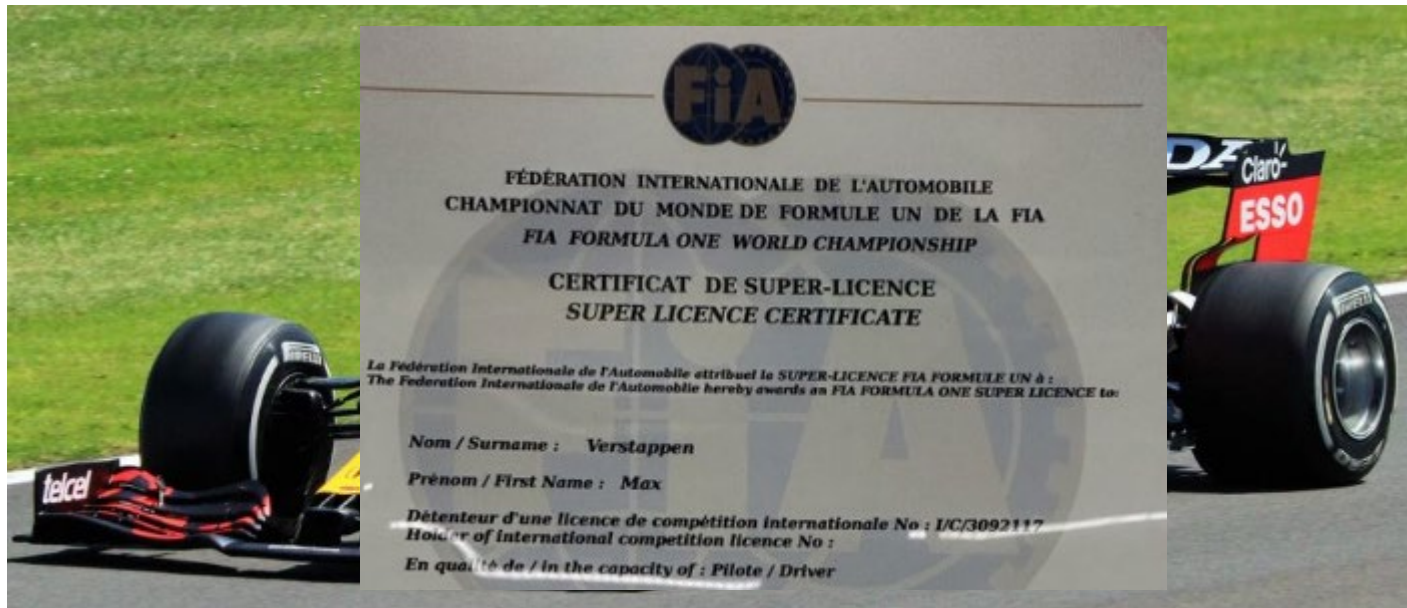 FiA
FÉDÉRATION INTERNATIONALE DE L'AUTOMOBILE
CHAMPIONNAT DU MONDE DE FORMULE UN DE LA FIA
FIA FORMULA ONE WORLD CHAMPIONSHIP
CERTIFICAT DE SUPER-LICENCE
SUPER LICENCE CERTIFICATE
La Fédération Internationale de l'Automobile attribuel le SUPER-LICENCE FIA FORMULE UN à :
The Federation Internationale de l'Automobile hereby awards an FIA FORMULA ONE SUPER LICENCE to:
Nom / Surname : Verstappen
Prénom / First Name : Max
Détenteur d'une licence de compétition internationale No : I/C/3092117
Holder of international competition licence No :
En qualité de / in the capacity of : Pilote / Driver
Claro
ESSO
PIRELLI
PIRELLI
telcel